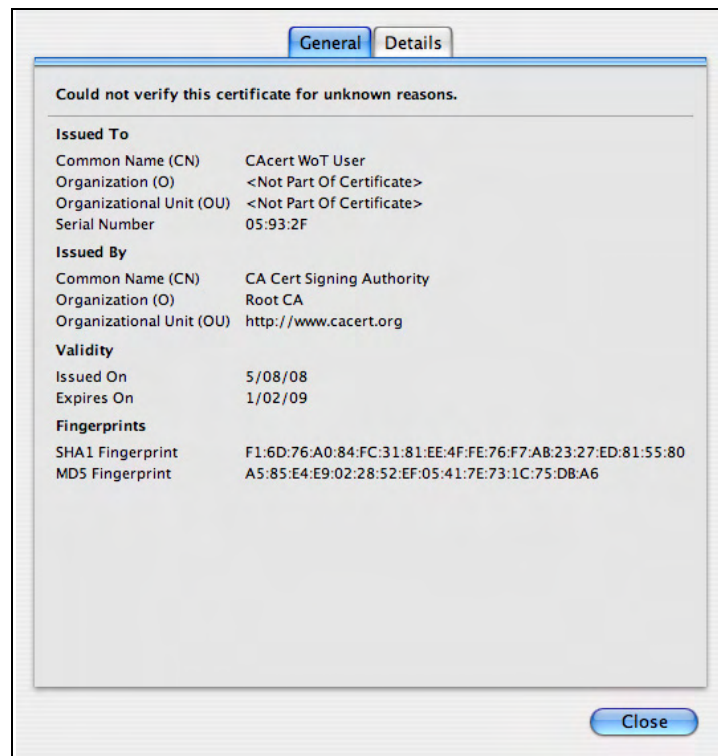 General Details
Could not verify this certificate for unknown reasons.
Issued To
Common Name (CN) CAcert WoT User
Organization (O) <Not Part Of Certificate>
Organizational Unit (OU) <Not Part Of Certificate>
Serial Number 05:93:2F
Issued By
Common Name (CN) CA Cert Signing Authority
Organization (O) Root CA
Organizational Unit (OU) http://www.cacert.org
Validity
Issued On 5/08/08
Expires On 1/02/09
Fingerprints
SHA1 Fingerprint F1:6D:76:A0:84:FC:31:81:EE:4F:FE:76:F7:AB:23:27:ED:81:55:80
MD5 Fingerprint A5:85:E4:E9:02:28:52:EF:05:41:7E:73:1C:75:DB:A6
Close